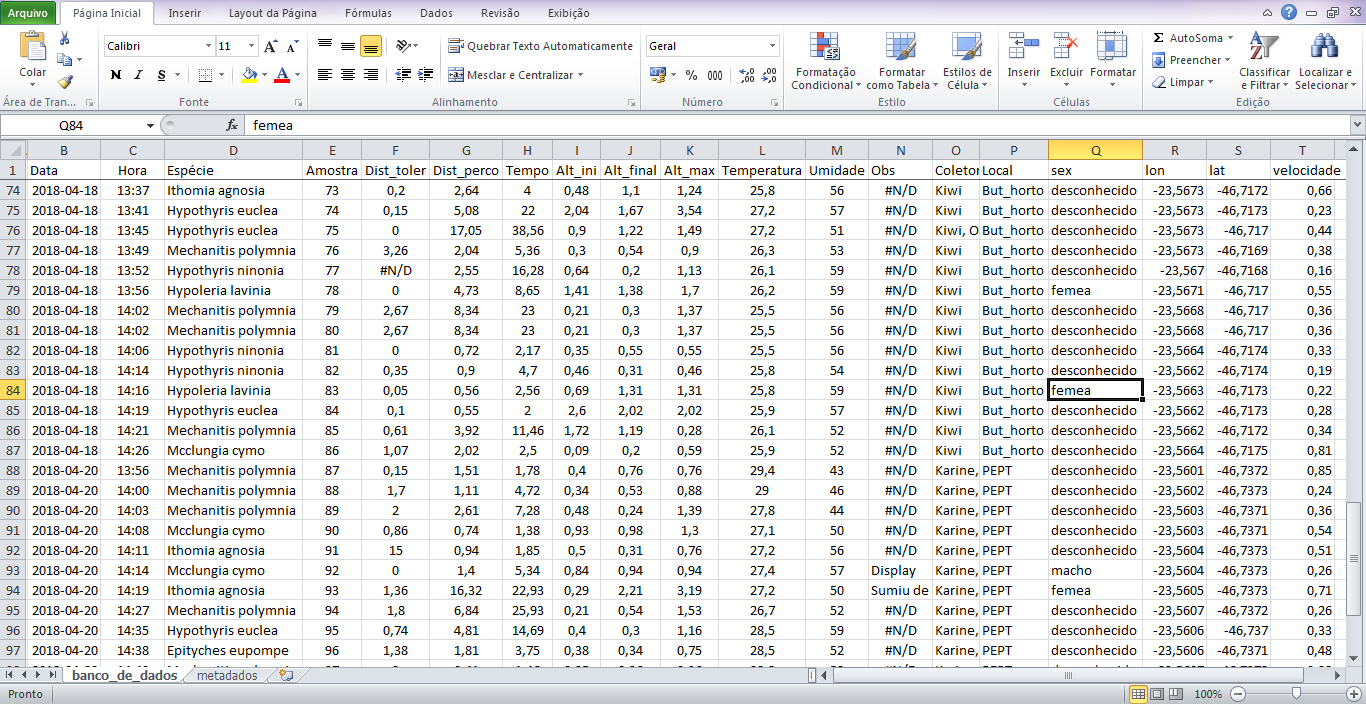 Arquivo Página Inicial Inserir Layout da Página Fórmulas Dados Revisão Exibição
Calibri 11 Quebrar Texto Automaticamente Geral AutoSoma
Colar Preencher
N I S Mesclar e Centralizar % 000 Limpar
Formatação Condicional Formatar como Tabela Estilos de Célula Inserir Excluir Formatar Classificar e Filtrar Localizar e Selecionar
Área de Tran... Fonte Alinhamento Número Estilo Células Edição
Q84 fx femea
B C D E F G H I J K L M N O P Q R S T
1 Data Hora Espécie Amostra Dist_toler Dist_perco Tempo Alt_ini Alt_final Alt_max Temperatura Umidade Obs Coletor Local sex lon lat velocidade
74 2018-04-18 13:37 Ithomia agnosia 73 0,2 2,64 4 0,48 1,1 1,24 25,8 56 #N/D Kiwi But_horto desconhecido -23,5673 -46,7172 0,66
75 2018-04-18 13:41 Hypothyris euclea 74 0,15 5,08 22 2,04 1,67 3,54 27,2 57 #N/D Kiwi But_horto desconhecido -23,5673 -46,7173 0,23
76 2018-04-18 13:45 Hypothyris euclea 75 0 17,05 38,56 0,9 1,22 1,49 27,2 51 #N/D Kiwi, O But_horto desconhecido -23,5673 -46,717 0,44
77 2018-04-18 13:49 Mechanitis polymnia 76 3,26 2,04 5,36 0,3 0,54 0,9 26,3 53 #N/D Kiwi But_horto desconhecido -23,5673 -46,7169 0,38
78 2018-04-18 13:52 Hypothyris ninonia 77 #N/D 2,55 16,28 0,64 0,2 1,13 26,1 59 #N/D Kiwi But_horto desconhecido -23,567 -46,7168 0,16
79 2018-04-18 13:56 Hypoleria lavinia 78 0 4,73 8,65 1,41 1,38 1,7 26,2 59 #N/D Kiwi But_horto femea -23,5671 -46,717 0,55
80 2018-04-18 14:02 Mechanitis polymnia 79 2,67 8,34 23 0,21 0,3 1,37 25,5 56 #N/D Kiwi But_horto desconhecido -23,5668 -46,717 0,36
81 2018-04-18 14:02 Mechanitis polymnia 80 2,67 8,34 23 0,21 0,3 1,37 25,5 56 #N/D Kiwi But_horto desconhecido -23,5668 -46,717 0,36
82 2018-04-18 14:06 Hypothyris ninonia 81 0 0,72 2,17 0,35 0,55 0,55 25,5 56 #N/D Kiwi But_horto desconhecido -23,5664 -46,7174 0,33
83 2018-04-18 14:14 Hypothyris ninonia 82 0,35 0,9 4,7 0,46 0,31 0,46 25,8 54 #N/D Kiwi But_horto desconhecido -23,5662 -46,7174 0,19
84 2018-04-18 14:16 Hypoleria lavinia 83 0,05 0,56 2,56 0,69 1,31 1,31 25,8 59 #N/D Kiwi But_horto femea -23,5663 -46,7173 0,22
85 2018-04-18 14:19 Hypothyris euclea 84 0,1 0,55 2 2,6 2,02 2,02 25,9 57 #N/D Kiwi But_horto desconhecido -23,5662 -46,7173 0,28
86 2018-04-18 14:21 Mechanitis polymnia 85 0,61 3,92 11,46 1,72 1,19 0,28 26,1 52 #N/D Kiwi But_horto desconhecido -23,5662 -46,7172 0,34
87 2018-04-18 14:26 Mcclungia cymo 86 1,07 2,02 2,5 0,09 0,2 0,59 25,9 52 #N/D Kiwi But_horto desconhecido -23,5664 -46,7175 0,81
88 2018-04-20 13:56 Mechanitis polymnia 87 0,15 1,51 1,78 0,4 0,76 0,76 29,4 43 #N/D Karine, PEPT desconhecido -23,5601 -46,7372 0,85
89 2018-04-20 14:00 Mechanitis polymnia 88 1,7 1,11 4,72 0,34 0,53 0,88 29 46 #N/D Karine, PEPT desconhecido -23,5602 -46,7373 0,24
90 2018-04-20 14:03 Mechanitis polymnia 89 2 2,61 7,28 0,48 0,24 1,39 27,8 44 #N/D Karine, PEPT desconhecido -23,5603 -46,7371 0,36
91 2018-04-20 14:08 Mcclungia cymo 90 0,86 0,74 1,38 0,93 0,98 1,3 27,1 50 #N/D Karine, PEPT desconhecido -23,5603 -46,7371 0,54
92 2018-04-20 14:11 Ithomia agnosia 91 15 0,94 1,85 0,5 0,31 0,76 27,2 56 #N/D Karine, PEPT desconhecido -23,5604 -46,7373 0,51
93 2018-04-20 14:14 Mcclungia cymo 92 0 1,4 5,34 0,84 0,94 0,94 27,4 57 Display Karine, PEPT macho -23,5604 -46,7373 0,26
94 2018-04-20 14:19 Ithomia agnosia 93 1,36 16,32 22,93 0,29 2,21 3,19 27,2 50 Sumiu de Karine, PEPT femea -23,5605 -46,7373 0,71
95 2018-04-20 14:27 Mechanitis polymnia 94 1,8 6,84 25,93 0,21 0,54 1,53 26,7 52 #N/D Karine, PEPT desconhecido -23,5607 -46,7372 0,26
96 2018-04-20 14:35 Hypothyris euclea 95 0,74 4,81 14,69 0,4 0,3 1,16 28,5 59 #N/D Karine, PEPT desconhecido -23,5606 -46,737 0,33
97 2018-04-20 14:38 Epityches eupompe 96 1,38 1,81 3,75 0,38 0,34 0,75 28,5 52 #N/D Karine, PEPT desconhecido -23,5606 -46,7371 0,48
banco_de_dados metadados
Pronto 100%